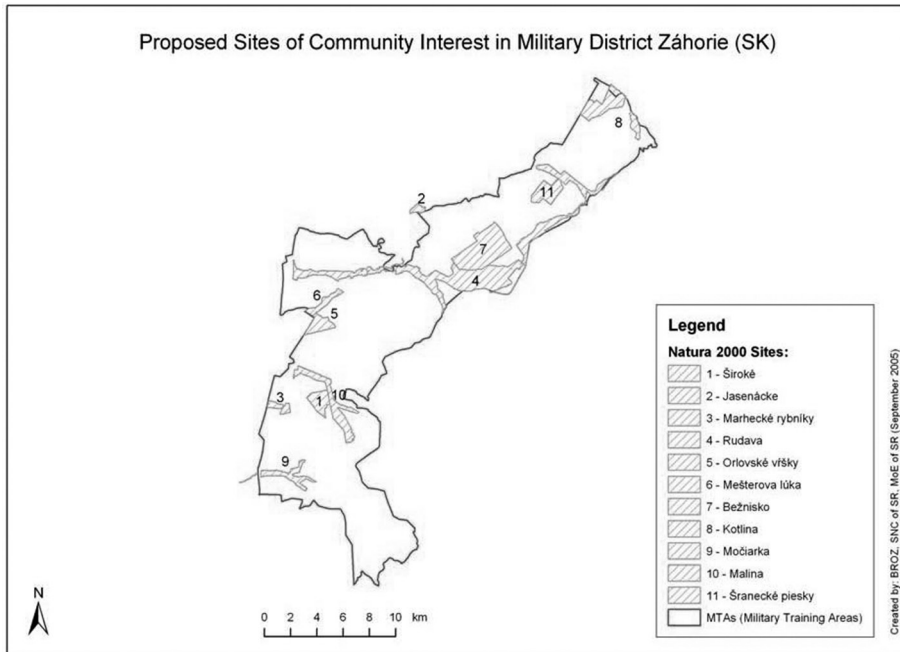 Proposed Sites of Community Interest in Military District Záhorie (SK)
8
11
2
7
4
6
5
3
1
10
9
Legend
Natura 2000 Sites:
1 - Široké
2 - Jasenácke
3 - Marhecké rybníky
4 - Rudava
5 - Orlovské vŕšky
6 - Mešterova lúka
7 - Bežnisko
8 - Kotlina
9 - Močiarka
10 - Malina
11 - Šranecké piesky
MTAs (Military Training Areas)
N
0 2 4 6 8 10 km
Created by: BROZ, SNC of SR, MoE of SR (September 2005)